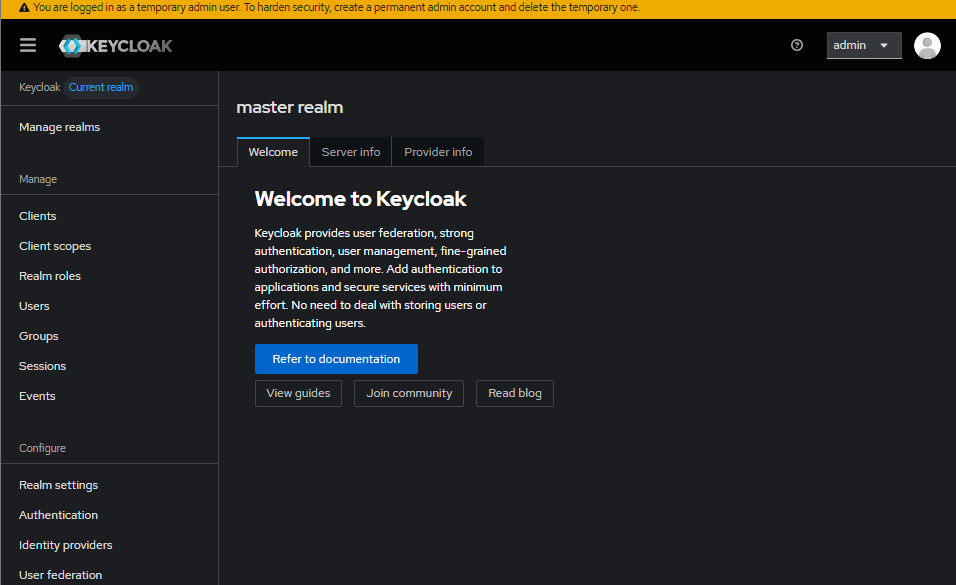 You are logged in as a temporary admin user. To harden security, create a permanent admin account and delete the temporary one.
KEYCLOAK
admin
Keycloak Current realm
Manage realms
Manage
Clients
Client scopes
Realm roles
Users
Groups
Sessions
Events
Configure
Realm settings
Authentication
Identity providers
User federation
master realm
Welcome Server info Provider info
Welcome to Keycloak
Keycloak provides user federation, strong
authentication, user management, fine-grained
authorization, and more. Add authentication to
applications and secure services with minimum
effort. No need to deal with storing users or
authenticating users.
Refer to documentation
View guides Join community Read blog